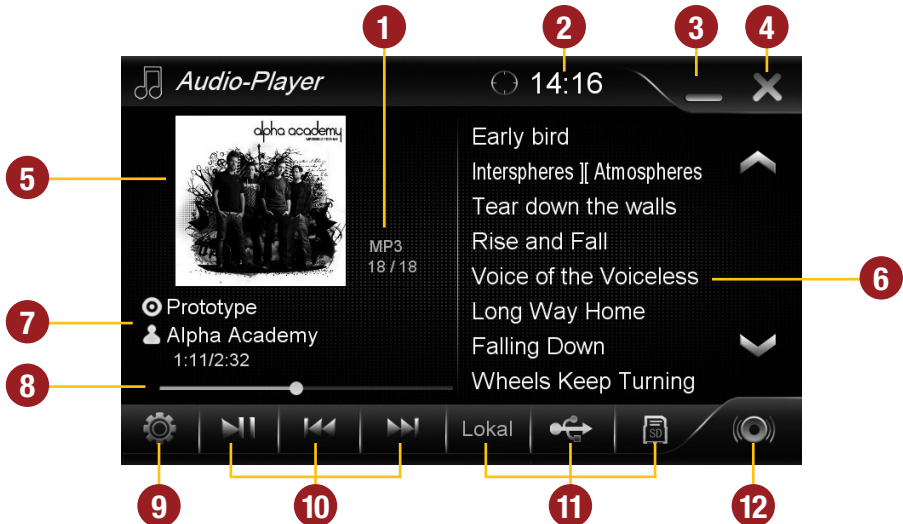 1
2
3
4
Audio-Player
14:16
alpha academy
5
MP3
18 / 18
Early bird
Interspheres ][ Atmospheres
Tear down the walls
Rise and Fall
Voice of the Voiceless
6
Long Way Home
Falling Down
Wheels Keep Turning
7
Prototype
Alpha Academy
1:11/2:32
8
Lokal
SD
9
10
11
12